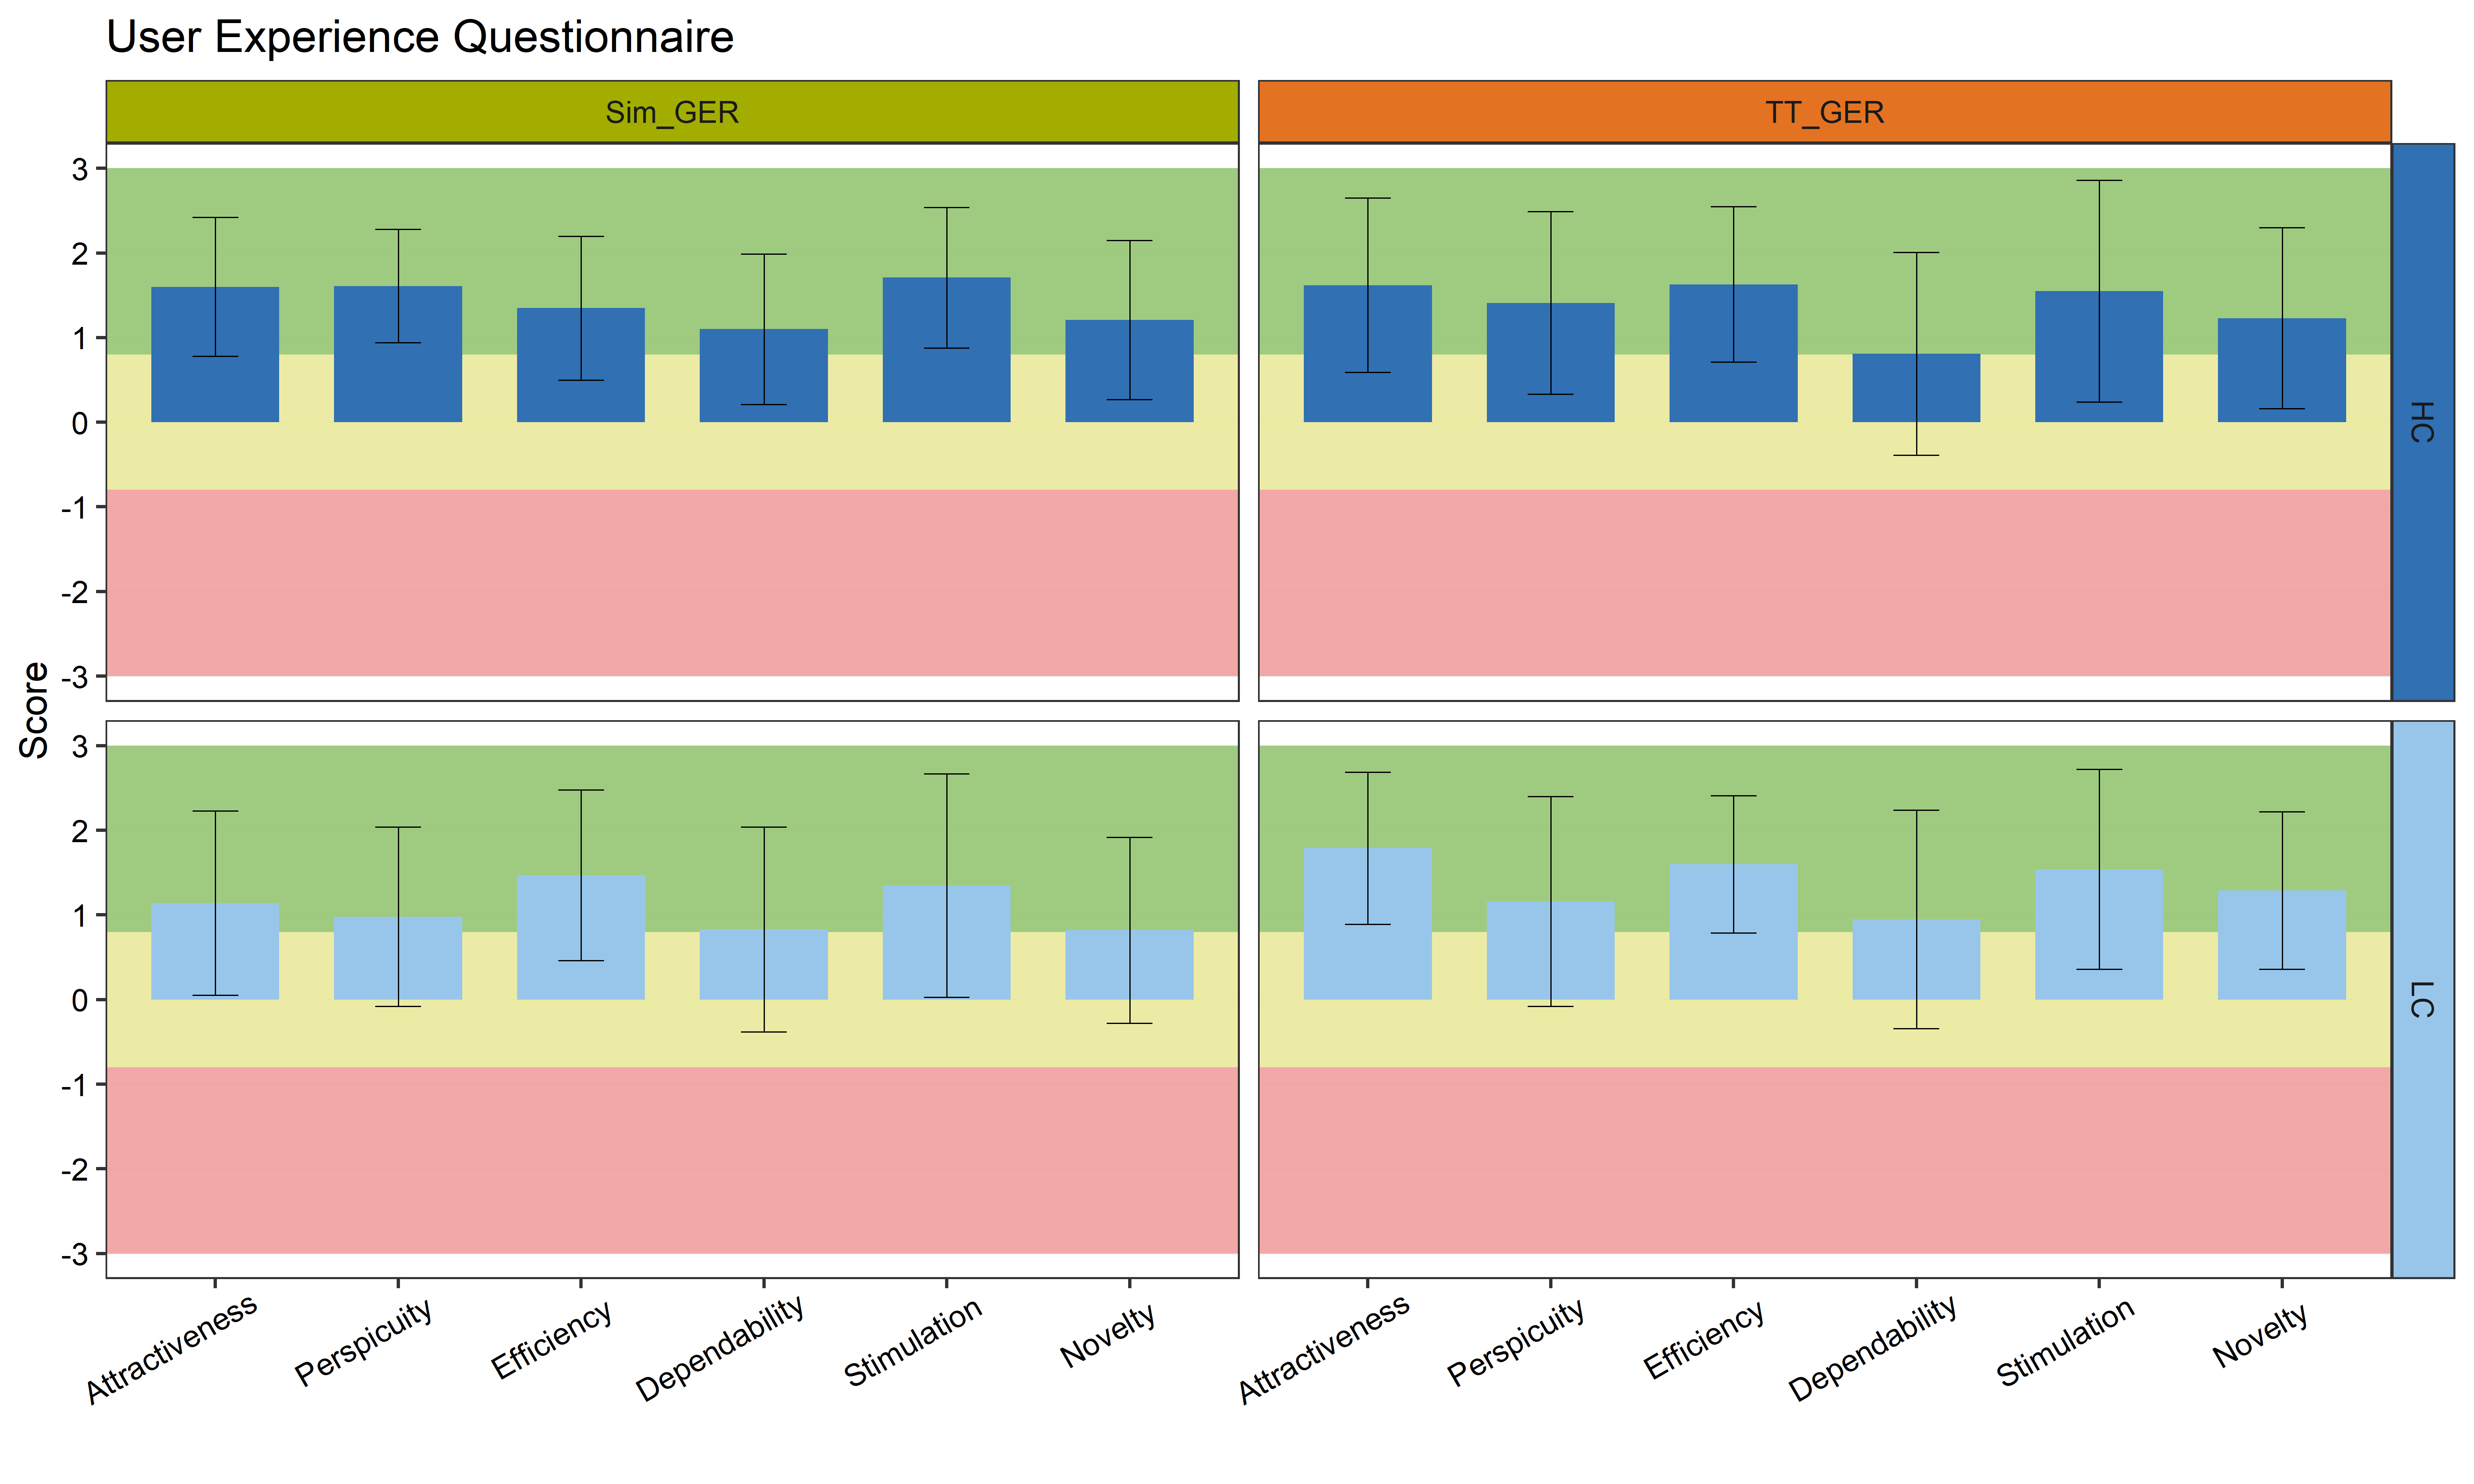 User Experience Questionnaire
Sim_GER
TT_GER
3
2
1
0
-1
-2
-3
HC
Score
3
2
1
0
-1
-2
-3
LC
Attractiveness
Perspicuity
Efficiency
Dependability
Stimulation
Novelty
Attractiveness
Perspicuity
Efficiency
Dependability
Stimulation
Novelty